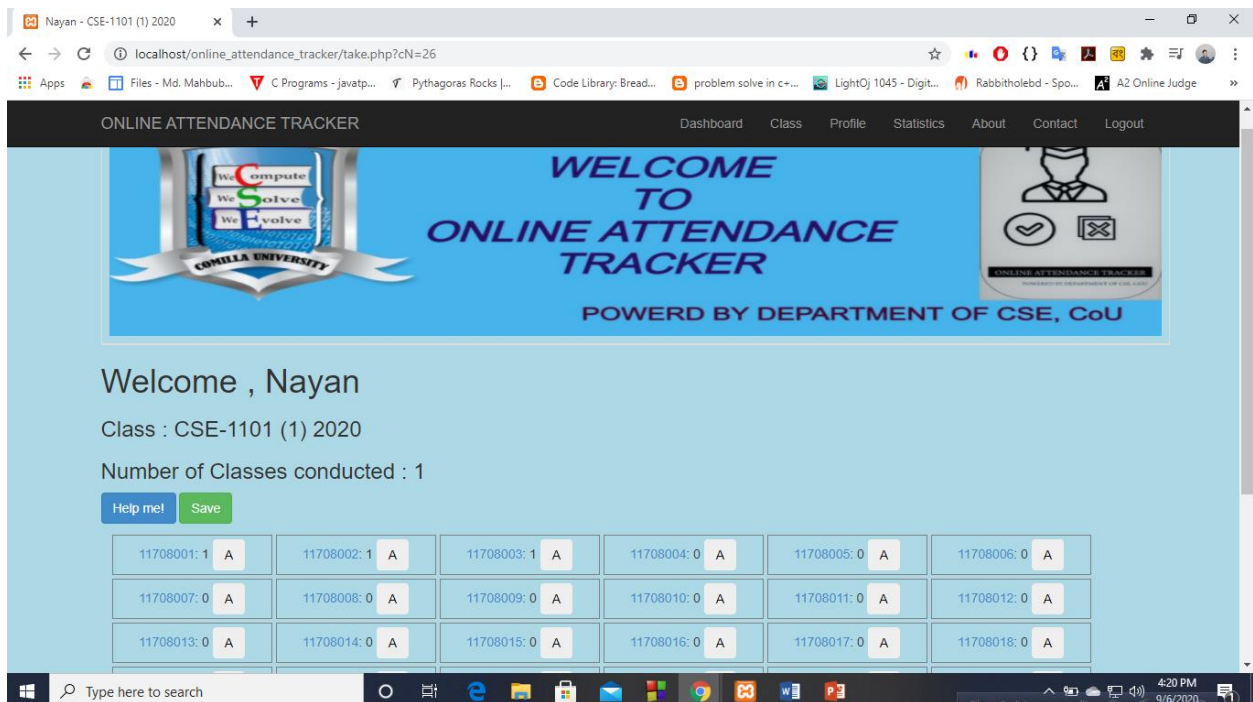 Nayan - CSE-1101 (1) 2020
localhost/online_attendance_tracker/take.php?cN=26
Apps Files - Md. Mahbub... C Programs - javatp... Pythagoras Rocks |... Code Library: Bread... problem solve in c+... LightOj 1045 - Digit... Rabbitholebd - Spo... A2 Online Judge »
ONLINE ATTENDANCE TRACKER Dashboard Class Profile Statistics About Contact Logout
We Compute
We Solve
We Evolve
COMILLA UNIVERSITY
WELCOME
TO
ONLINE ATTENDANCE
TRACKER
ONLINE ATTENDANCE TRACKER
POWERD BY DEPARTMENT OF CSE, CoU
Welcome , Nayan
Class : CSE-1101 (1) 2020
Number of Classes conducted : 1
Help me! Save
11708001: 1 A 11708002: 1 A 11708003: 1 A 11708004: 0 A 11708005: 0 A 11708006: 0 A
11708007: 0 A 11708008: 0 A 11708009: 0 A 11708010: 0 A 11708011: 0 A 11708012: 0 A
11708013: 0 A 11708014: 0 A 11708015: 0 A 11708016: 0 A 11708017: 0 A 11708018: 0 A
Type here to search
4:20 PM
9/6/2020